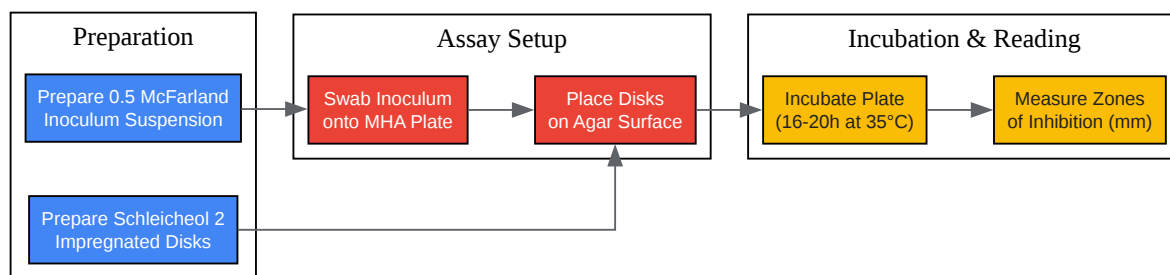 Preparation
Prepare 0.5 McFarland
Inoculum Suspension
Prepare Schleicheol 2
Impregnated Disks
Assay Setup
Swab Inoculum
onto MHA Plate
Place Disks
on Agar Surface
Incubation & Reading
Incubate Plate
(16-20h at 35°C)
Measure Zones
of Inhibition (mm)